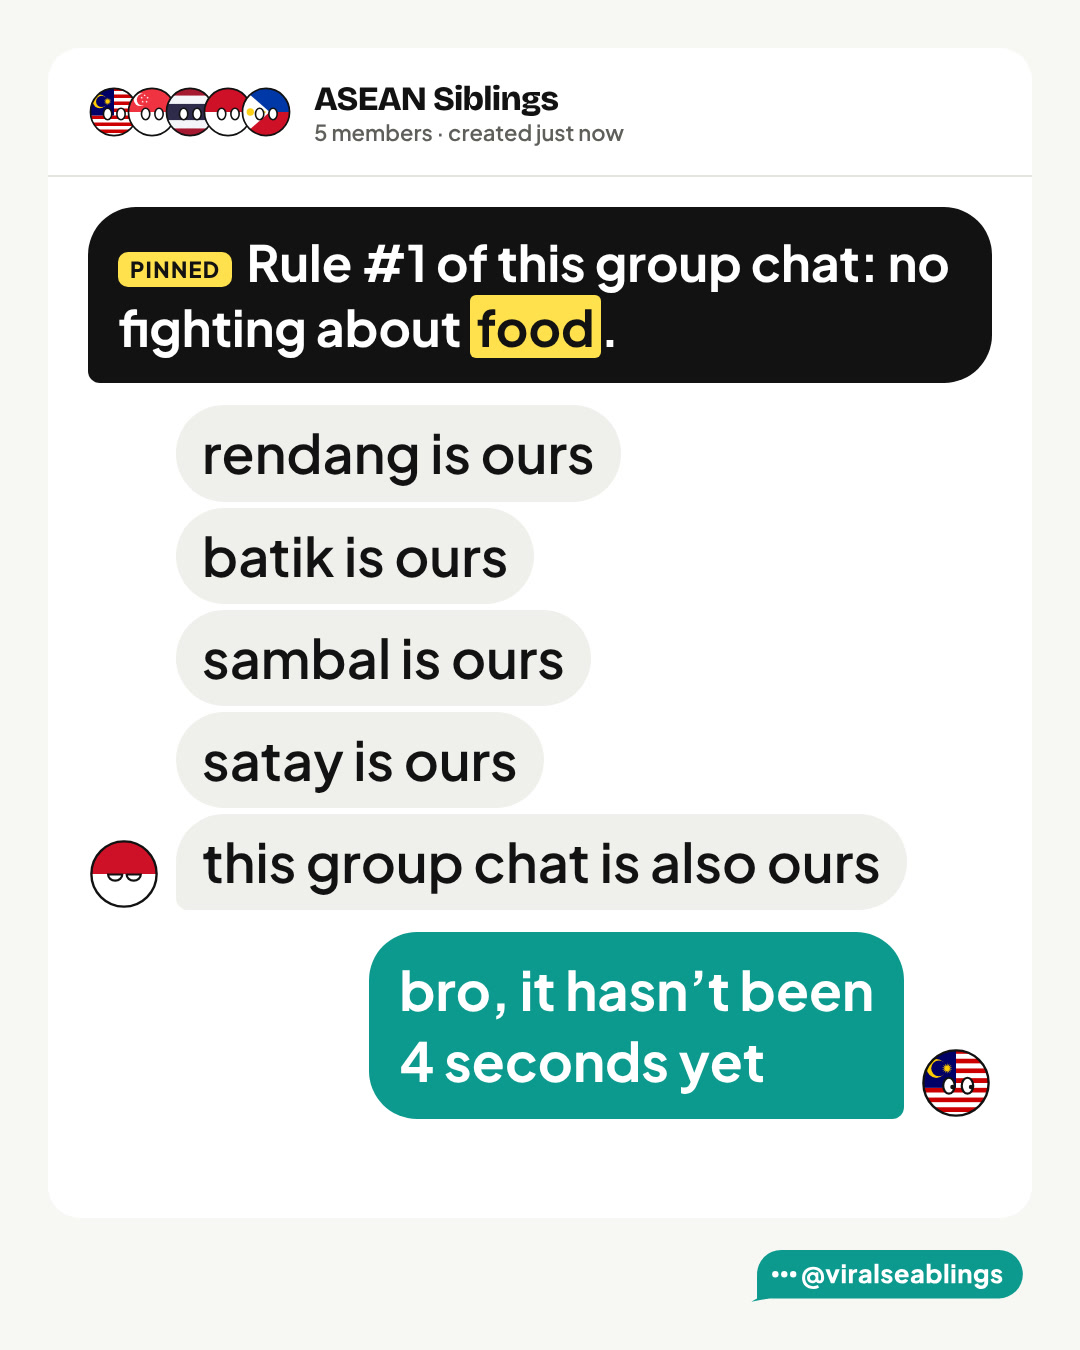 ASEAN Siblings
5 members · created just now
PINNED Rule #1 of this group chat: no
fighting about food.
rendang is ours
batik is ours
sambal is ours
satay is ours
this group chat is also ours
bro, it hasn’t been
4 seconds yet
@viralseablings